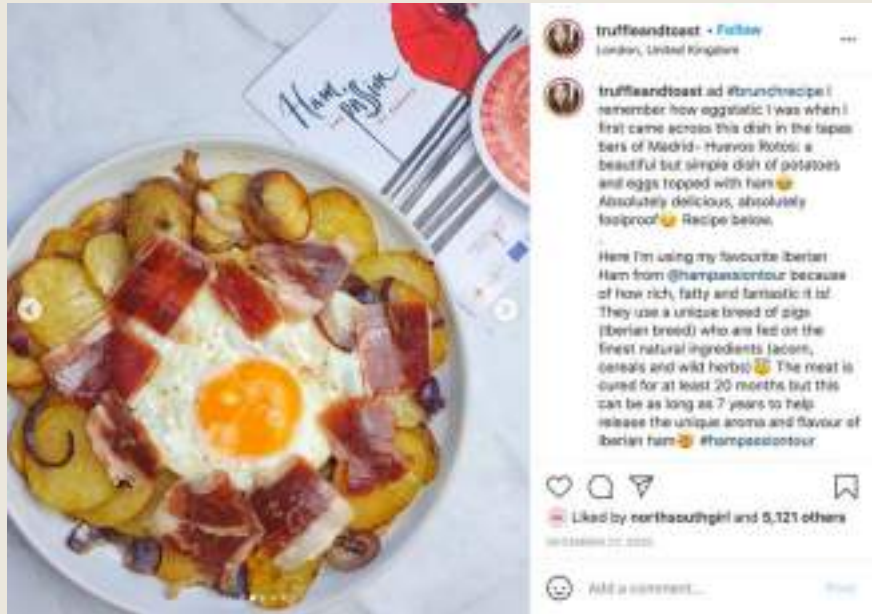 Ham
passion
truffleandtoast • Follow
London, United Kingdom
truffleandtoast ad #brunchrecipe I
remember how eggstatic I was when I
first came across this dish in the tapas
bars of Madrid- Huevos Rotos: a
beautiful but simple dish of potatoes
and eggs topped with ham
Absolutely delicious, absolutely
foolproof Recipe below.
.
Here I'm using my favourite Iberian
Ham from @hampassiontour because
of how rich, fatty and fantastic it is!
They use a unique breed of pigs
(Iberian breed) who are fed on the
finest natural ingredients (acorn,
cereals and wild herbs) The meat is
cured for at least 20 months but this
can be as long as 7 years to help
release the unique aroma and flavour of
Iberian ham #hampassiontour
Liked by northsouthgirl and 5,121 others
Add a comment...
Post